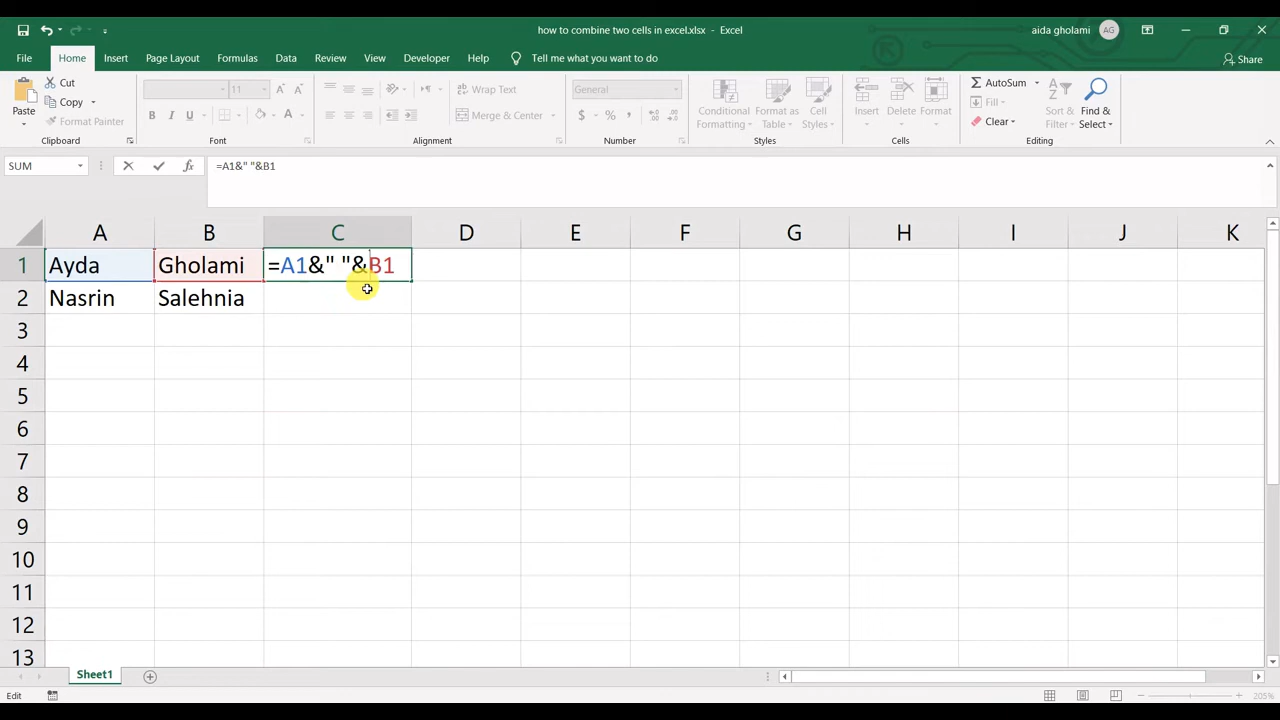 how to combine two cells in excel.xlsx - Excel
aida gholami AG
File Home Insert Page Layout Formulas Data Review View Developer Help Tell me what you want to do Share
Paste Cut Copy Format Painter
Clipboard
B I U A A A
Font
Wrap Text
Merge & Center
Alignment
General
$ % ,
Number
Conditional Formatting Format as Table Cell Styles
Styles
Insert Delete Format
Cells
AutoSum Fill Clear Sort & Filter Find & Select
Editing
SUM fx =A1&" "&B1
A B C D E F G H I J K
1 Ayda Gholami =A1&" "&B1
2 Nasrin Salehnia
3
4
5
6
7
8
9
10
11
12
13
Sheet1
Edit 205%